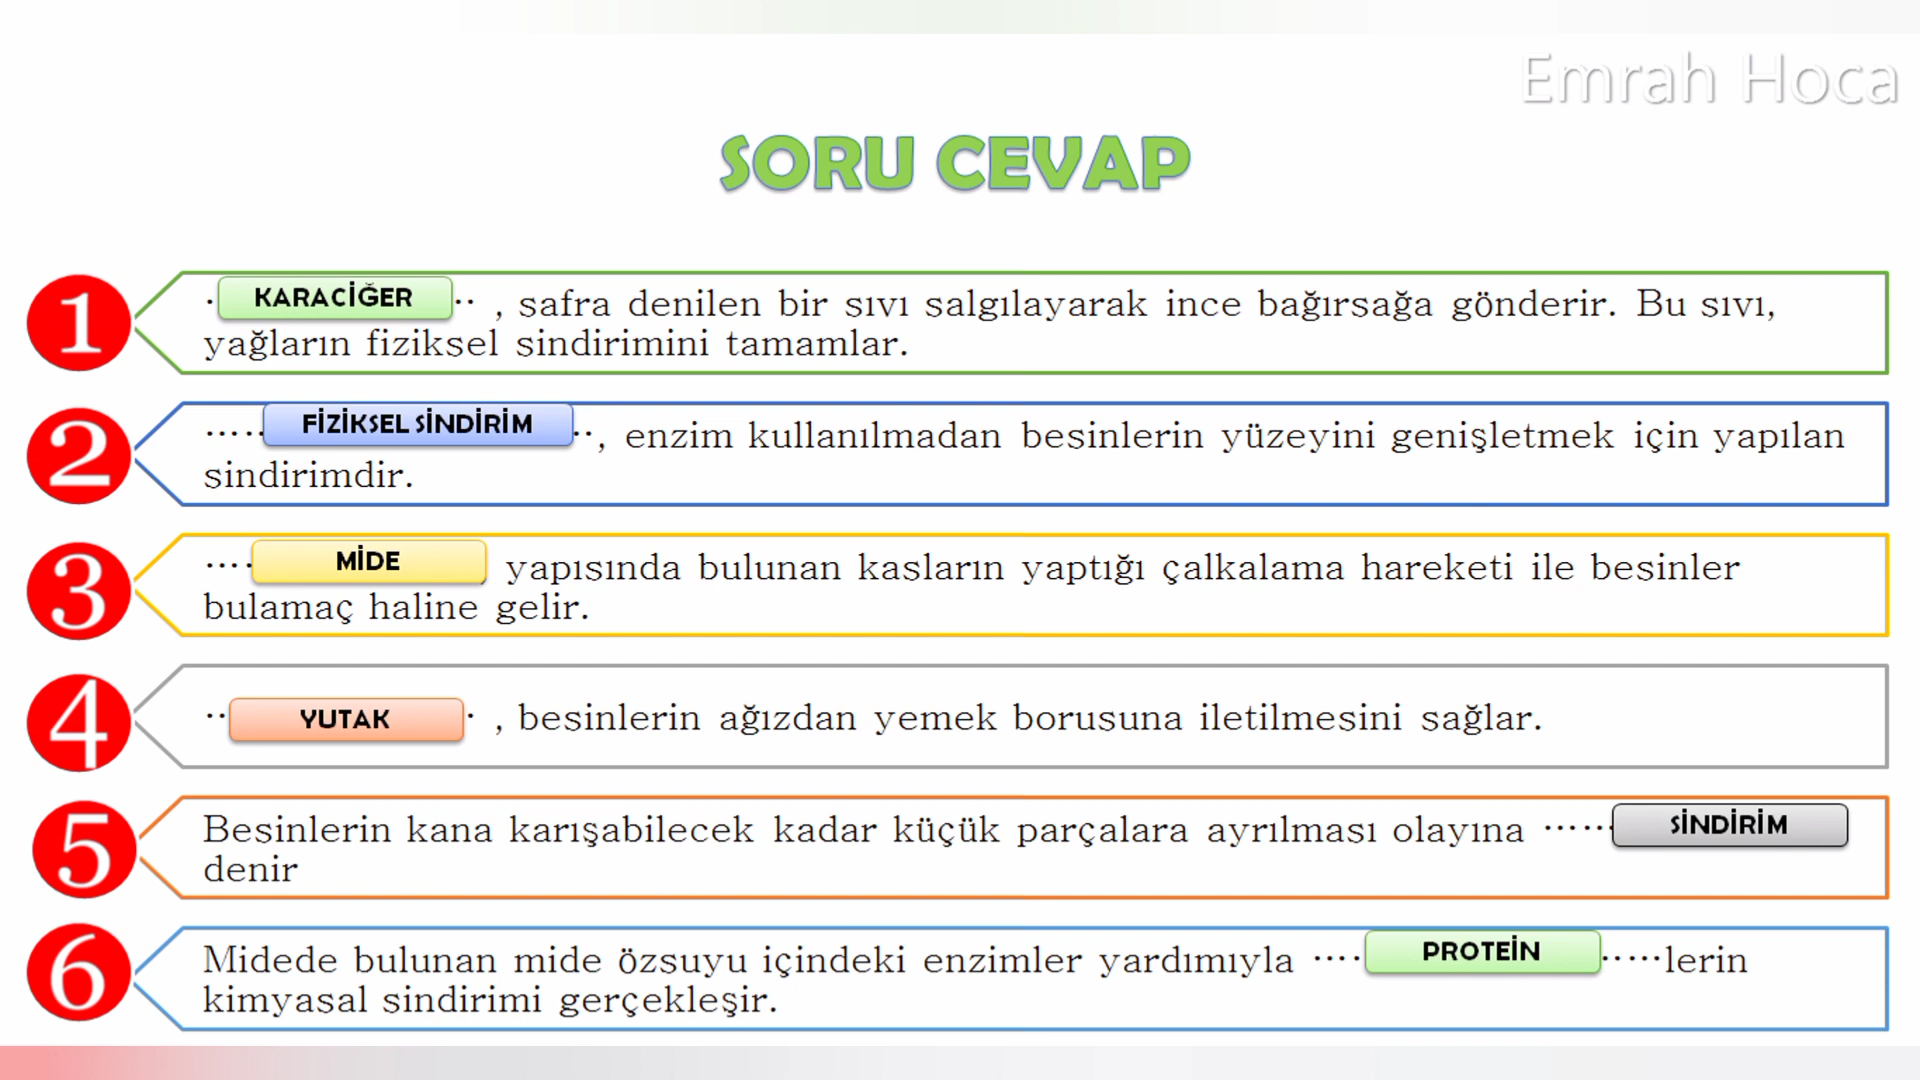 Emrah Hoca
SORU CEVAP
1
. KARACİĞER .. , safra denilen bir sıvı salgılayarak ince bağırsağa gönderir. Bu sıvı,
yağların fiziksel sindirimini tamamlar.
2
..... FİZİKSEL SİNDİRİM .., enzim kullanılmadan besinlerin yüzeyini genişletmek için yapılan
sindirimdir.
3
.... MİDE yapısında bulunan kasların yaptığı çalkalama hareketi ile besinler
bulamaç haline gelir.
4
.. YUTAK . , besinlerin ağızdan yemek borusuna iletilmesini sağlar.
5
Besinlerin kana karışabilecek kadar küçük parçalara ayrılması olayına ...... SİNDİRİM
denir
6
Midede bulunan mide özsuyu içindeki enzimler yardımıyla .... PROTEİN .....lerin
kimyasal sindirimi gerçekleşir.